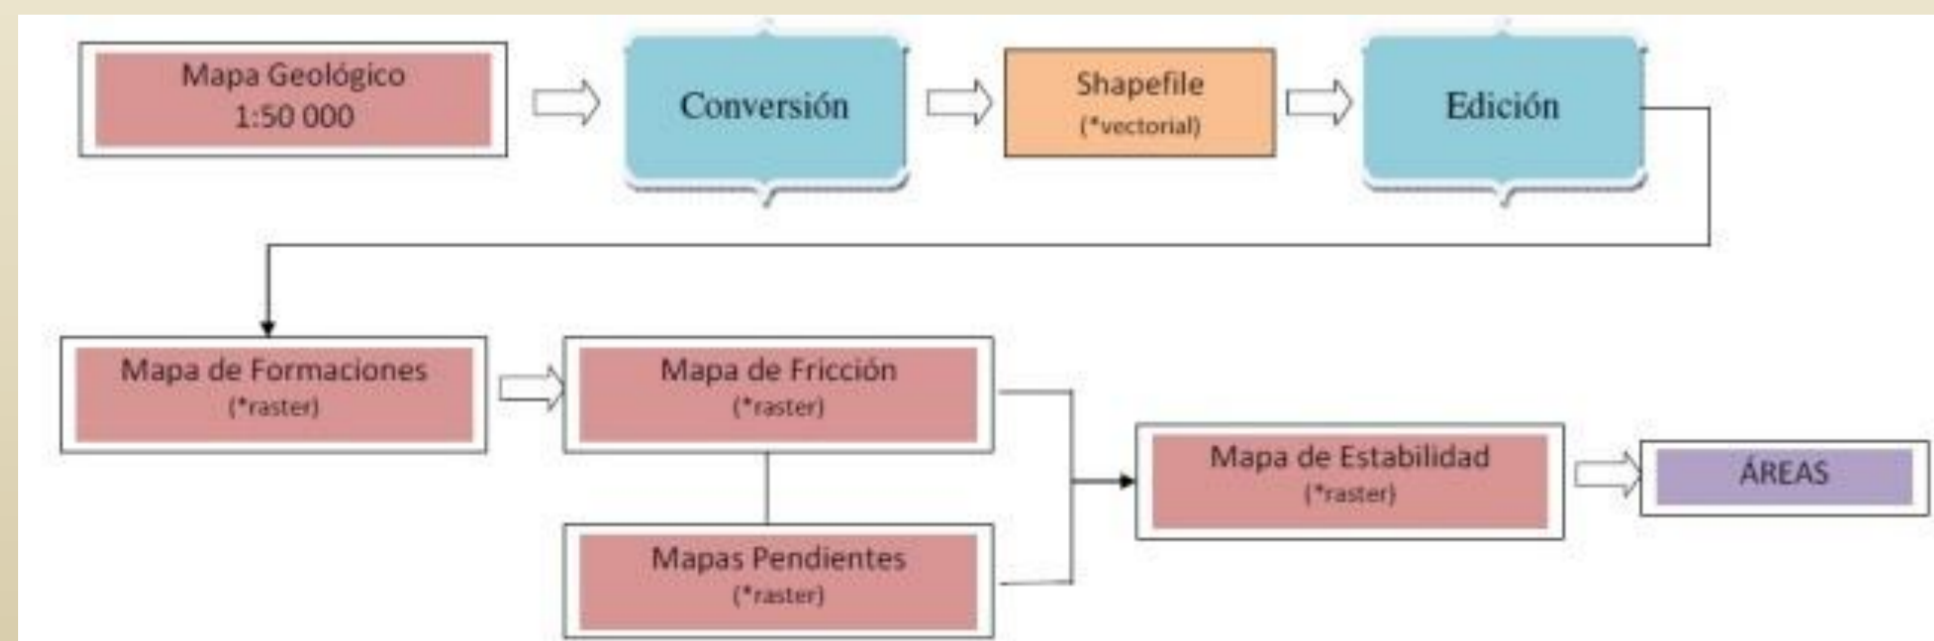 Mapa Geológico
1:50 000
Conversión
Shapefile
(*vectorial)
Edición
Mapa de Formaciones
(*raster)
Mapa de Fricción
(*raster)
Mapas Pendientes
(*raster)
Mapa de Estabilidad
(*raster)
ÁREAS